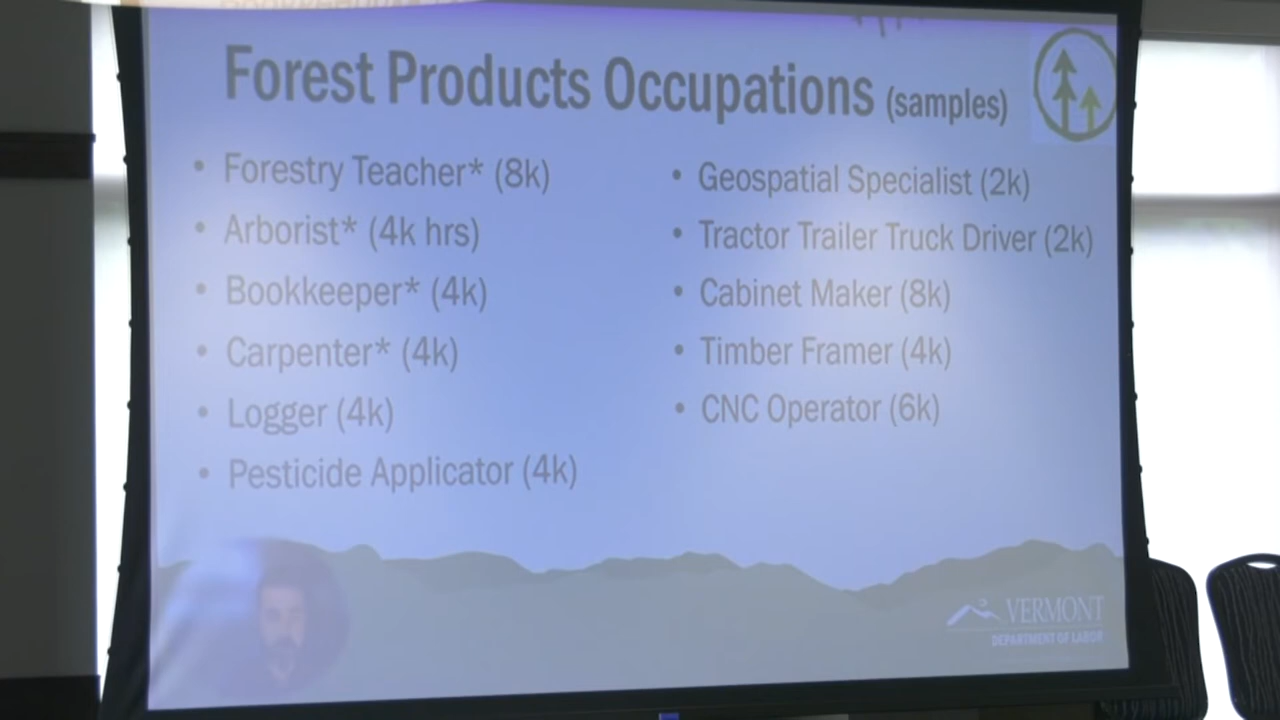 Forest Products Occupations (samples)
• Forestry Teacher* (8k)
• Arborist* (4k hrs)
• Bookkeeper* (4k)
• Carpenter* (4k)
• Logger (4k)
• Pesticide Applicator (4k)
• Geospatial Specialist (2k)
• Tractor Trailer Truck Driver (2k)
• Cabinet Maker (8k)
• Timber Framer (4k)
• CNC Operator (6k)
VERMONT
DEPARTMENT OF LABOR